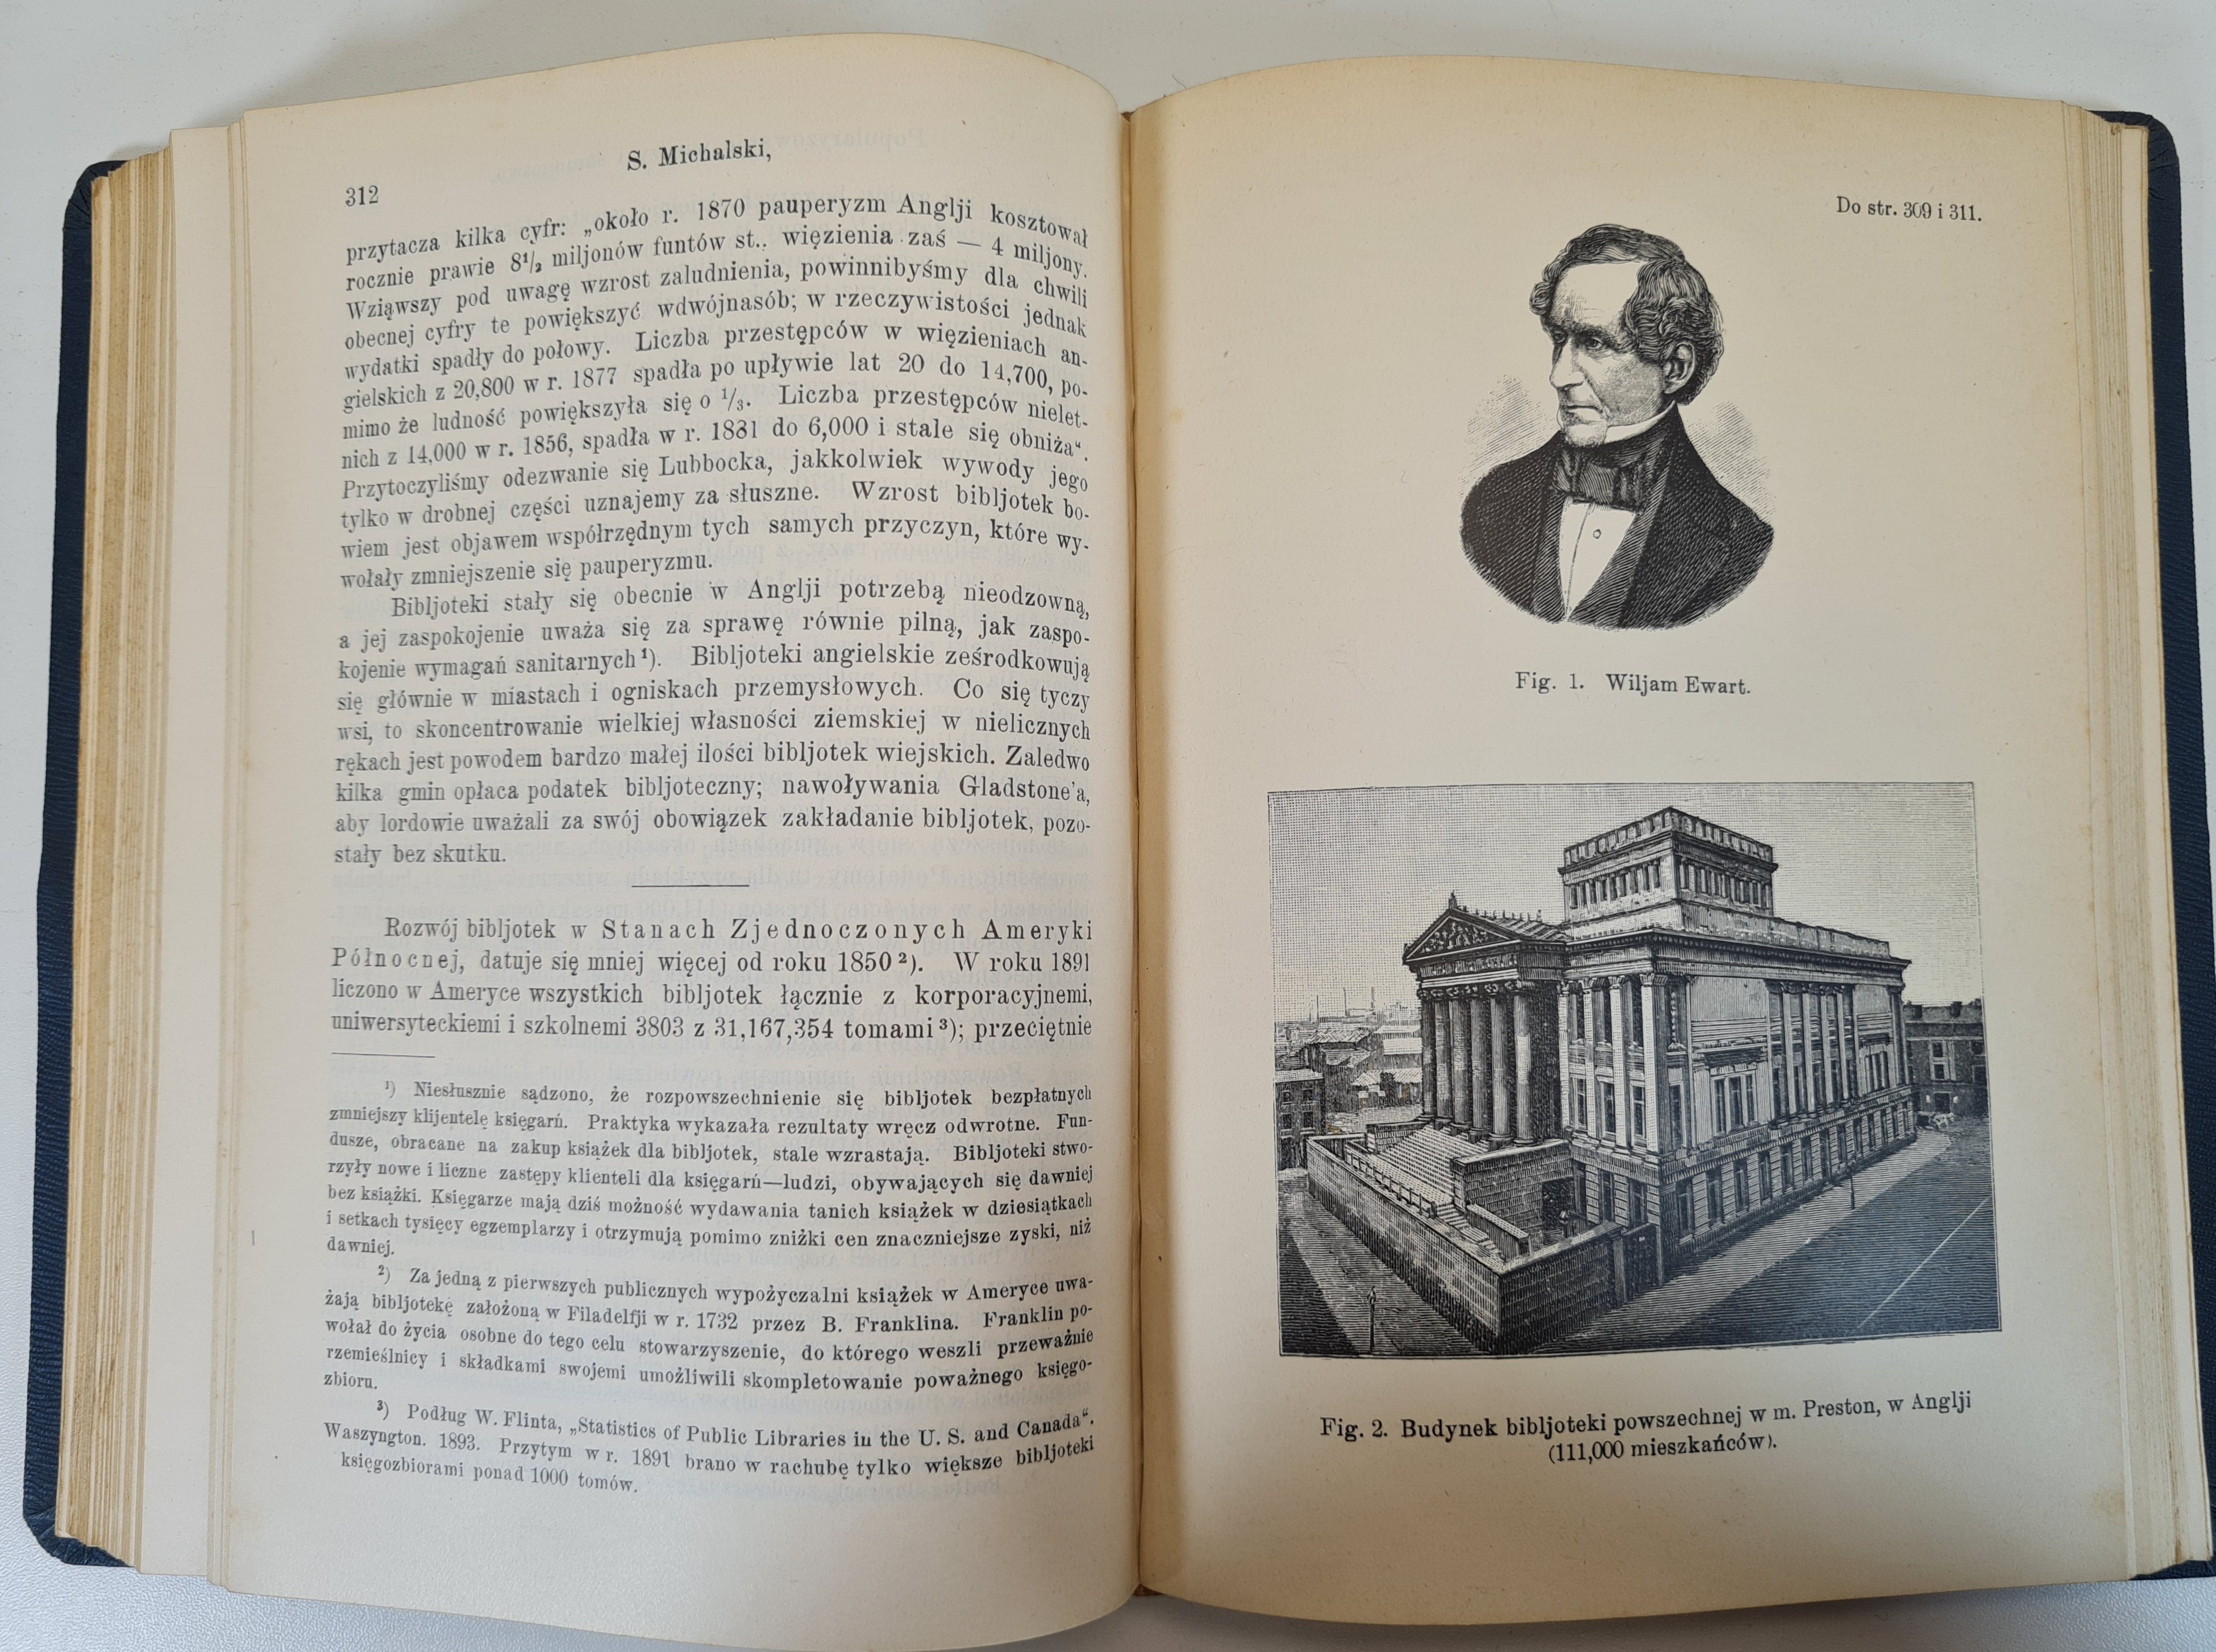 S. Michalski,
312
przytacza kilka cyfr: „około r. 1870 pauperyzm Anglji kosztował
rocznie prawie 8¹/₂ miljonów funtów st., więzienia zaś — 4 miljony.
Wziąwszy pod uwagę wzrost zaludnienia, powinnibyśmy dla chwili
obecnej cyfry te powiększyć wdwójnasób; w rzeczywistości jednak
wydatki spadły do połowy. Liczba przestępców w więzieniach an-
gielskich z 20,800 w r. 1877 spadła po upływie lat 20 do 14,700, po-
mimo że ludność powiększyła się o ¹/₃. Liczba przestępców nielet-
nich z 14,000 w r. 1856, spadła w r. 1881 do 6,000 i stale się obniża“.
Przytoczyliśmy odezwanie się Lubbocka, jakkolwiek wywody jego
tylko w drobnej części uznajemy za słuszne. Wzrost bibljotek bo-
wiem jest objawem współrzędnym tych samych przyczyn, które wy-
wołały zmniejszenie się pauperyzmu.
Bibljoteki stały się obecnie w Anglji potrzebą nieodzowną,
a jej zaspokojenie uważa się za sprawę równie pilną, jak zaspo-
kojenie wymagań sanitarnych ¹). Bibljoteki angielskie ześrodkowują
się głównie w miastach i ogniskach przemysłowych. Co się tyczy
wsi, to skoncentrowanie wielkiej własności ziemskiej w nielicznych
rękach jest powodem bardzo małej ilości bibljotek wiejskich. Zaledwo
kilka gmin opłaca podatek bibljoteczny; nawoływania Gladstone'a,
aby lordowie uważali za swój obowiązek zakładanie bibljotek, pozo-
stały bez skutku.
Rozwój bibljotek w Stanach Zjednoczonych Ameryki
Północnej, datuje się mniej więcej od roku 1850 ²). W roku 1891
liczono w Ameryce wszystkich bibljotek łącznie z korporacyjnemi,
uniwersyteckiemi i szkolnemi 3803 z 31,167,354 tomami ³); przeciętnie
¹) Niesłusznie sądzono, że rozpowszechnienie się bibljotek bezpłatnych
zmniejszy klijentelę księgarń. Praktyka wykazała rezultaty wręcz odwrotne. Fun-
dusze, obracane na zakup książek dla bibljotek, stale wzrastają. Bibljoteki stwo-
rzyły nowe i liczne zastępy klienteli dla księgarń—ludzi, obywających się dawniej
bez książki. Księgarze mają dziś możność wydawania tanich książek w dziesiątkach
i setkach tysięcy egzemplarzy i otrzymują pomimo zniżki cen znaczniejsze zyski, niż
dawniej.
²) Za jedną z pierwszych publicznych wypożyczalni książek w Ameryce uwa-
żają bibljotekę założoną w Filadelfji w r. 1732 przez B. Franklina. Franklin po-
wołał do życia osobne do tego celu stowarzyszenie, do którego weszli przeważnie
rzemieślnicy i składkami swojemi umożliwili skompletowanie poważnego księgo-
zbioru.
³) Podług W. Flinta, „Statistics of Public Libraries in the U. S. and Canada“.
Waszyngton. 1893. Przytym w r. 1891 brano w rachubę tylko większe bibljoteki
księgozbiorami ponad 1000 tomów.
Do str. 309 i 311.
Fig. 1. Wiljam Ewart.
Fig. 2. Budynek bibljoteki powszechnej w m. Preston, w Anglji
(111,000 mieszkańców).